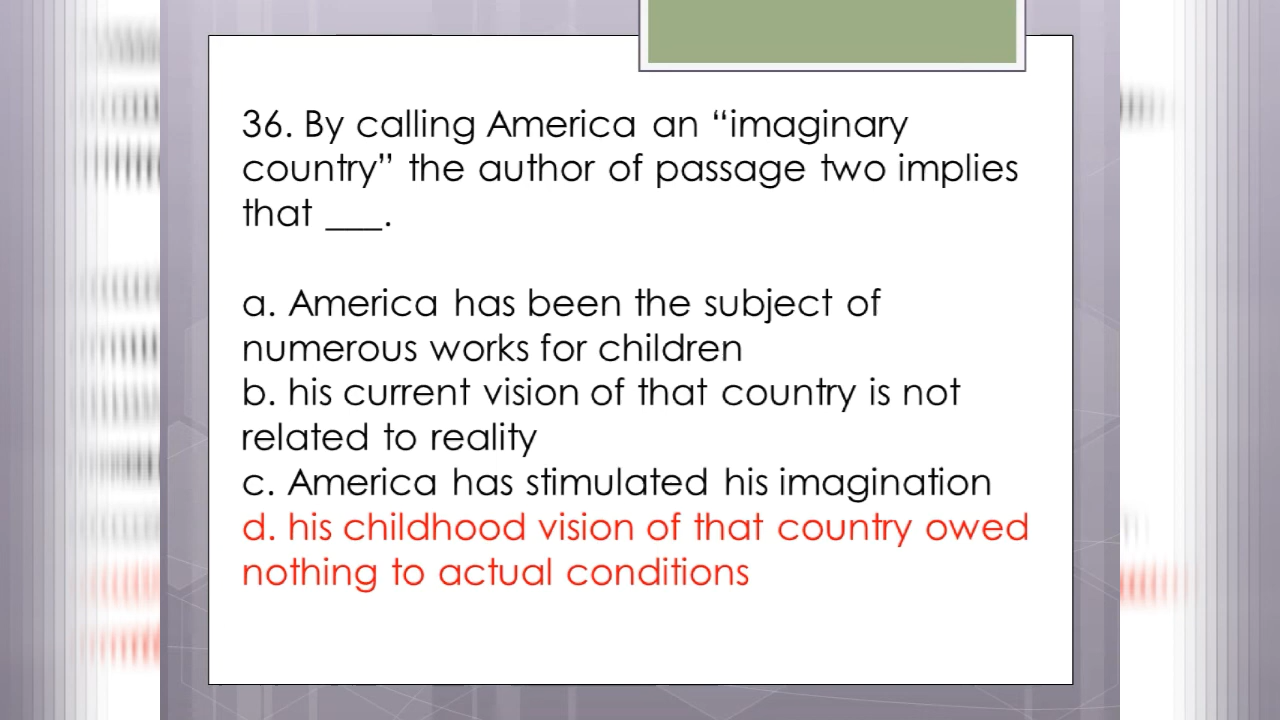 36. By calling America an “imaginary
country” the author of passage two implies
that ___.
a. America has been the subject of
numerous works for children
b. his current vision of that country is not
related to reality
c. America has stimulated his imagination
d. his childhood vision of that country owed
nothing to actual conditions